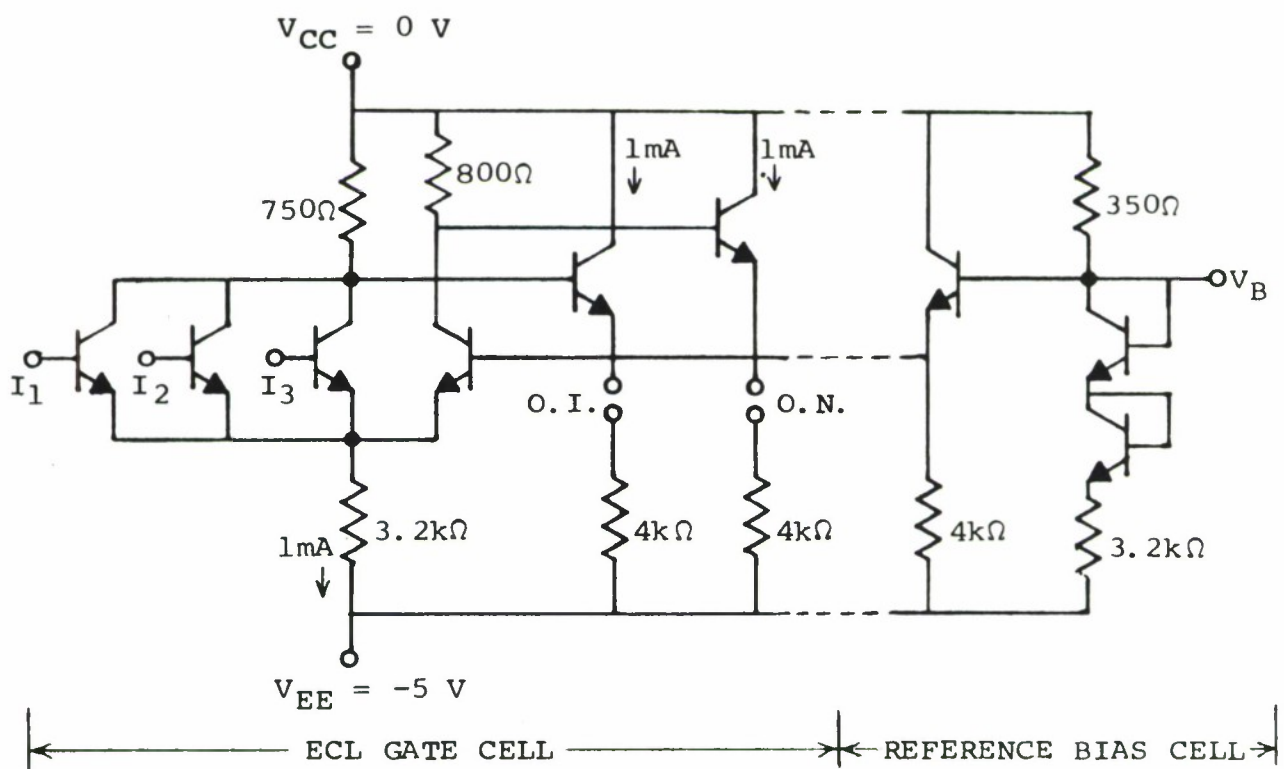 V_CC = 0 V
1mA
1mA
800Ω
750Ω
350Ω
V_B
I_1
I_2
I_3
O.I.
O.N.
3.2kΩ
4kΩ
4kΩ
4kΩ
3.2kΩ
1mA
V_EE = -5 V
ECL GATE CELL
REFERENCE BIAS CELL